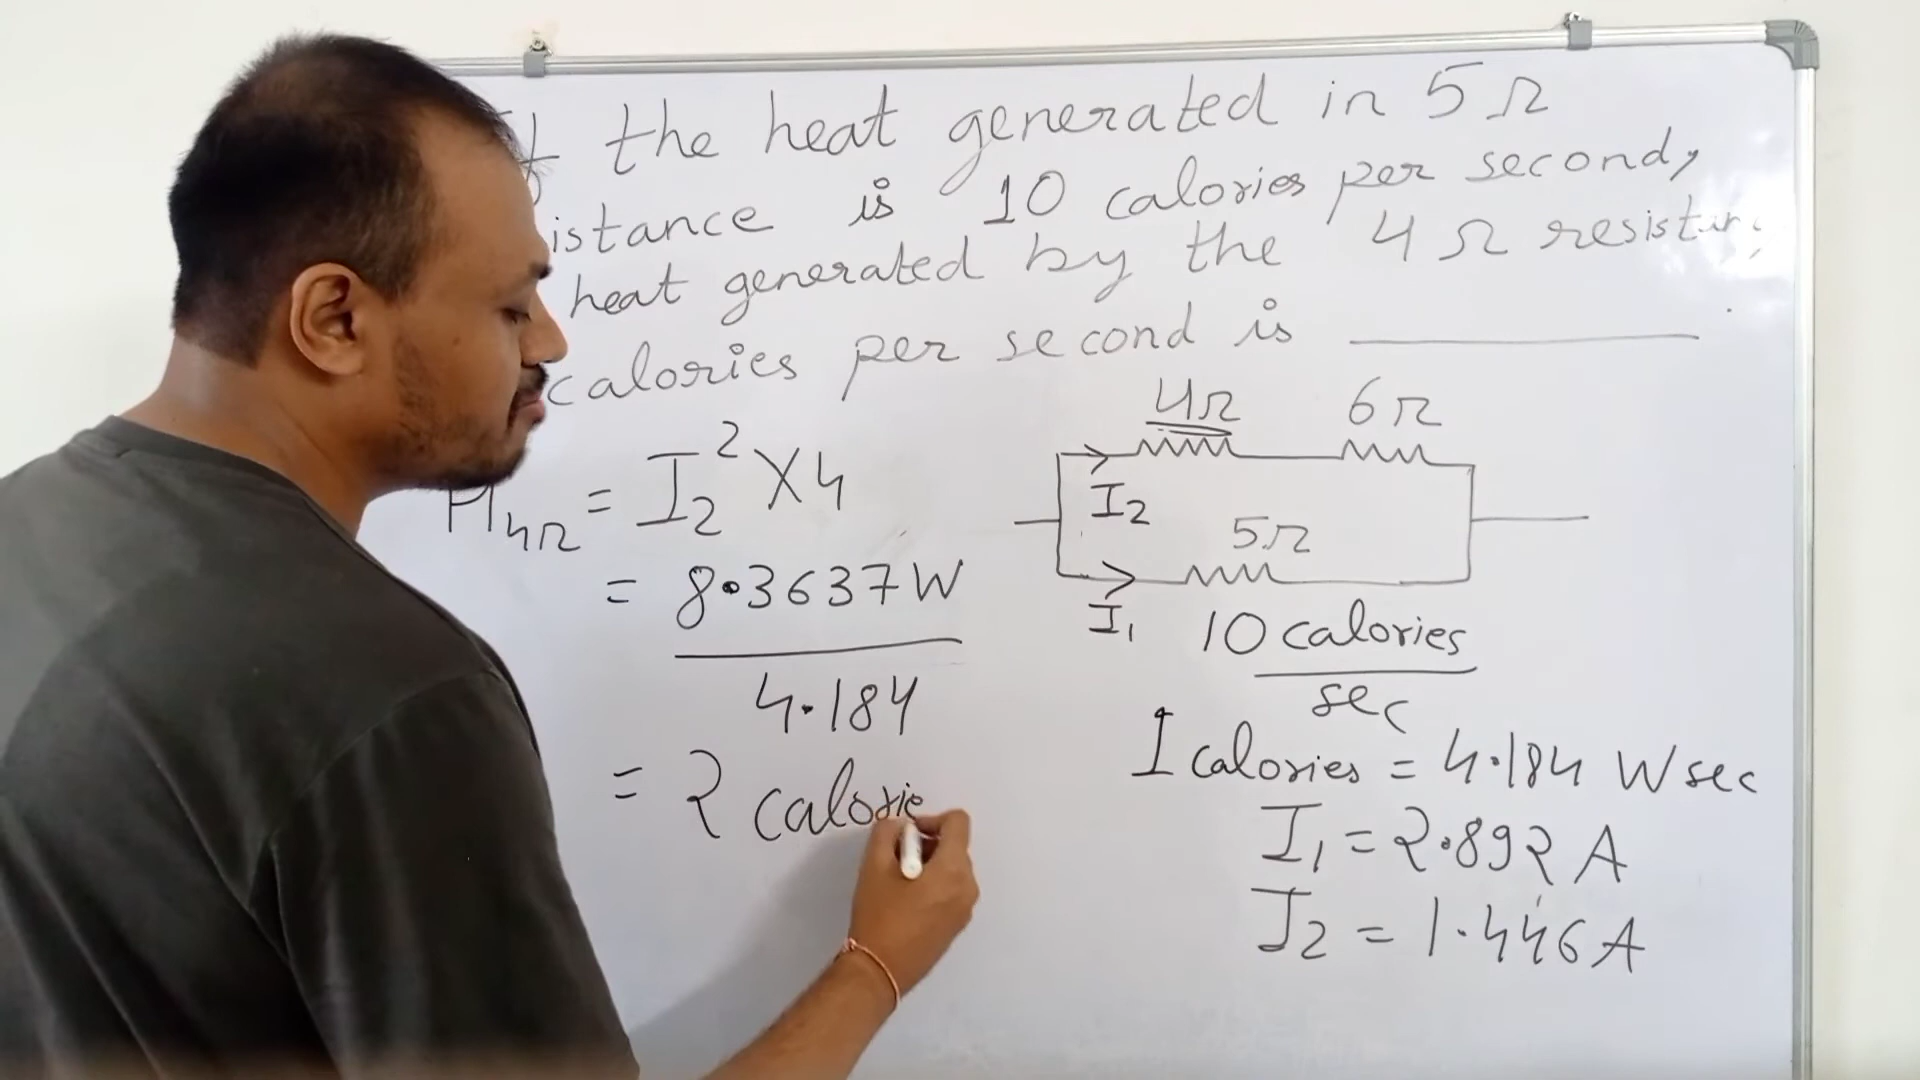 the heat generated in 5 Ω
istance is 10 calories per second,
heat generated by the 4 Ω resistor,
calories per second is
H4Ω = I2² X 4
= 8.3637 W
4.184
= 2 calorie
4Ω 6Ω
I2
5Ω
I1
10 calories
sec
1 calories = 4.184 W sec
I1 = 2.892 A
I2 = 1.446 A